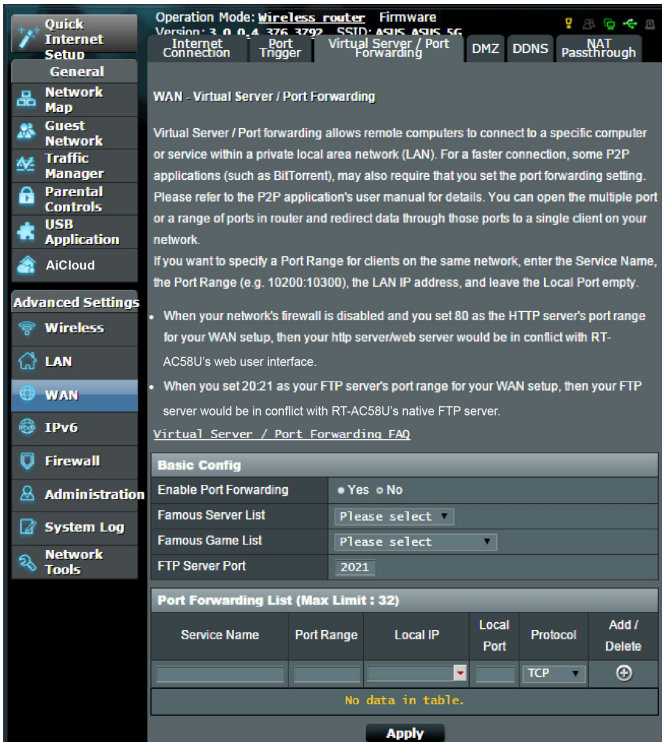 Quick
Internet
Setup
General
Network
Map
Guest
Network
Traffic
Manager
Parental
Controls
USB
Application
AiCloud
Advanced Settings
Wireless
LAN
WAN
IPv6
Firewall
Administration
System Log
Network
Tools
Operation Mode: Wireless router Firmware
Version: 3.0.0.4.376.3792 SSID: ASUS ASUS_5G
Internet
Connection
Port
Trigger
Virtual Server / Port
Forwarding
DMZ
DDNS
NAT
Passthrough
WAN - Virtual Server / Port Forwarding
Virtual Server / Port forwarding allows remote computers to connect to a specific computer
or service within a private local area network (LAN). For a faster connection, some P2P
applications (such as BitTorrent), may also require that you set the port forwarding setting.
Please refer to the P2P application's user manual for details. You can open the multiple port
or a range of ports in router and redirect data through those ports to a single client on your
network.
If you want to specify a Port Range for clients on the same network, enter the Service Name,
the Port Range (e.g. 10200:10300), the LAN IP address, and leave the Local Port empty.
• When your network's firewall is disabled and you set 80 as the HTTP server's port range
for your WAN setup, then your http server/web server would be in conflict with RT-
AC58U's web user interface.
• When you set 20:21 as your FTP server's port range for your WAN setup, then your FTP
server would be in conflict with RT-AC58U's native FTP server.
Virtual Server / Port Forwarding FAQ
Basic Config
Enable Port Forwarding Yes No
Famous Server List Please select
Famous Game List Please select
FTP Server Port 2021
Port Forwarding List (Max Limit : 32)
Service Name Port Range Local IP Local Port Protocol Add / Delete
TCP
No data in table.
Apply